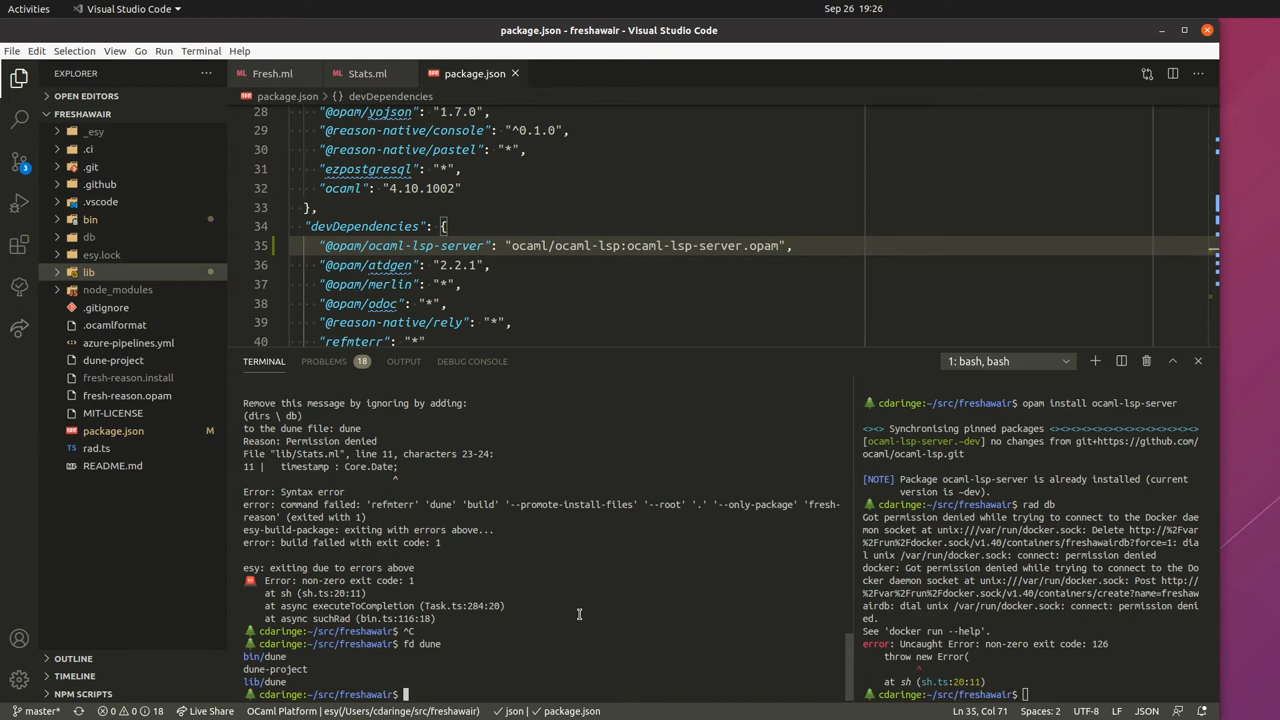 Activities
Visual Studio Code
Sep 26 19:26
package.json - freshawair - Visual Studio Code
File Edit Selection View Go Run Terminal Help
EXPLORER
OPEN EDITORS
FRESHAWAIR
_esy
.ci
.git
.github
.vscode
bin
db
esy.lock
lib
node_modules
.gitignore
.ocamlformat
azure-pipelines.yml
dune-project
fresh-reason.install
fresh-reason.opam
MIT-LICENSE
package.json M
rad.ts
README.md
OUTLINE
TIMELINE
NPM SCRIPTS
3
Fresh.ml
Stats.ml
package.json
package.json > {} devDependencies
28 "@opam/yojson": "1.7.0",
29 "@reason-native/console": "^0.1.0",
30 "@reason-native/pastel": "*",
31 "ezpostgresql": "*",
32 "ocaml": "4.10.1002"
33 },
34 "devDependencies": {
35 "@opam/ocaml-lsp-server": "ocaml/ocaml-lsp:ocaml-lsp-server.opam",
36 "@opam/atdgen": "2.2.1",
37 "@opam/merlin": "*",
38 "@opam/odoc": "*",
39 "@reason-native/rely": "*",
40 "refmterr": "*"
TERMINAL PROBLEMS 18 OUTPUT DEBUG CONSOLE
1: bash, bash
Remove this message by ignoring by adding:
(dirs \ db)
to the dune file: dune
Reason: Permission denied
File "lib/Stats.ml", line 11, characters 23-24:
11 | timestamp : Core.Date;
^
Error: Syntax error
error: command failed: 'refmterr' 'dune' 'build' '--promote-install-files' '--root' '.' '--only-package' 'fresh-
reason' (exited with 1)
esy-build-package: exiting with errors above...
error: build failed with exit code: 1
esy: exiting due to errors above
🚨 Error: non-zero exit code: 1
at sh (sh.ts:20:11)
at async executeToCompletion (Task.ts:284:20)
at async suchRad (bin.ts:116:18)
🌲 cdaringe:~/src/freshawair$ ^C
🌲 cdaringe:~/src/freshawair$ fd dune
bin/dune
dune-project
lib/dune
🌲 cdaringe:~/src/freshawair$
🌲 cdaringe:~/src/freshawair$ opam install ocaml-lsp-server
<><> Synchronising pinned packages <><><><><><><><><><><><><>
[ocaml-lsp-server.~dev] no changes from git+https://github.com/
ocaml/ocaml-lsp.git
[NOTE] Package ocaml-lsp-server is already installed (current
version is ~dev).
🌲 cdaringe:~/src/freshawair$ rad db
Got permission denied while trying to connect to the Docker dae
mon socket at unix:///var/run/docker.sock: Delete http://%2Fvar
%2Frun%2Fdocker.sock/v1.40/containers/freshawairdb?force=1: dia
l unix /var/run/docker.sock: connect: permission denied
docker: Got permission denied while trying to connect to the Do
cker daemon socket at unix:///var/run/docker.sock: Post http://
%2Fvar%2Frun%2Fdocker.sock/v1.40/containers/create?name=freshaw
airdb: dial unix /var/run/docker.sock: connect: permission deni
ed.
See 'docker run --help'.
error: Uncaught Error: non-zero exit code: 126
throw new Error(
^
at sh (sh.ts:20:11)
🌲 cdaringe:~/src/freshawair$
master* 0 0 18 Live Share OCaml Platform | esy(/Users/cdaringe/src/freshawair) ✓ json | ✓ package.json Ln 35, Col 71 Spaces: 2 UTF-8 LF JSON